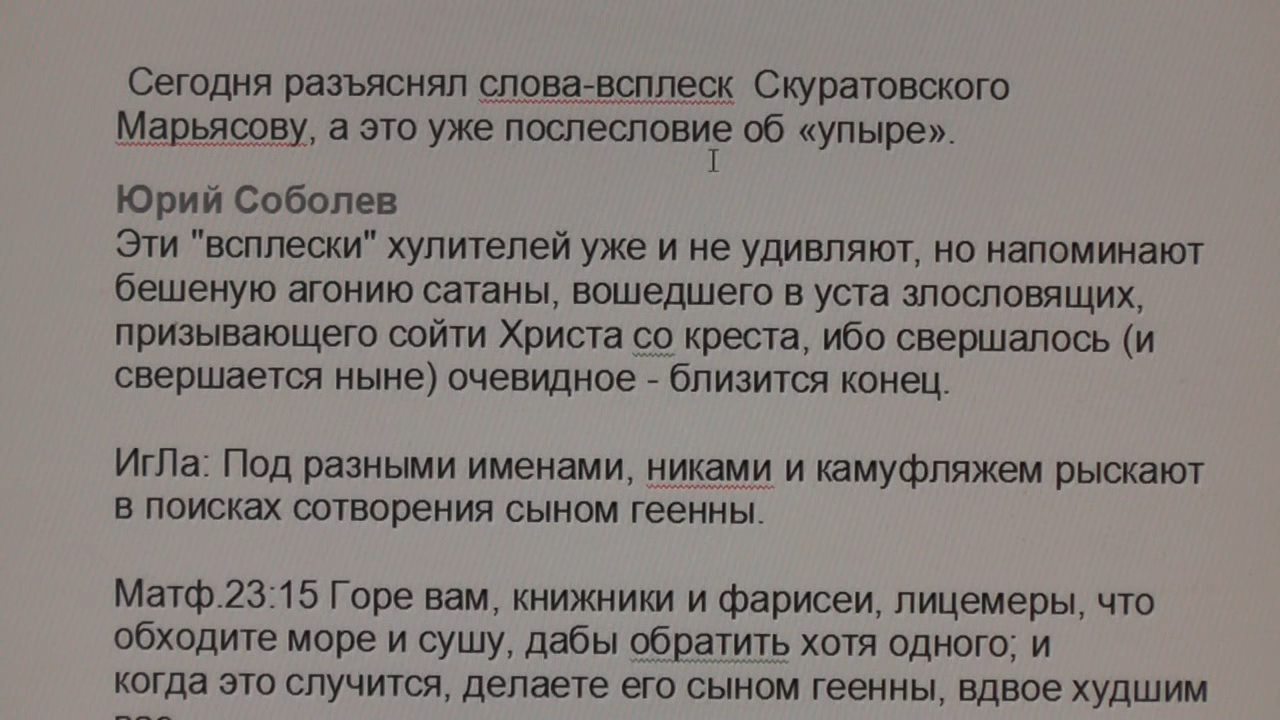 Сегодня разъяснял слова-всплеск Скуратовского
Марьясову, а это уже послесловие об «упыре».
Юрий Соболев
Эти "всплески" хулителей уже и не удивляют, но напоминают
бешеную агонию сатаны, вошедшего в уста злословящих,
призывающего сойти Христа со креста, ибо свершалось (и
свершается ныне) очевидное - близится конец.
ИгЛа: Под разными именами, никами и камуфляжем рыскают
в поисках сотворения сыном геенны.
Матф.23:15 Горе вам, книжники и фарисеи, лицемеры, что
обходите море и сушу, дабы обратить хотя одного; и
когда это случится, делаете его сыном геенны, вдвое худшим